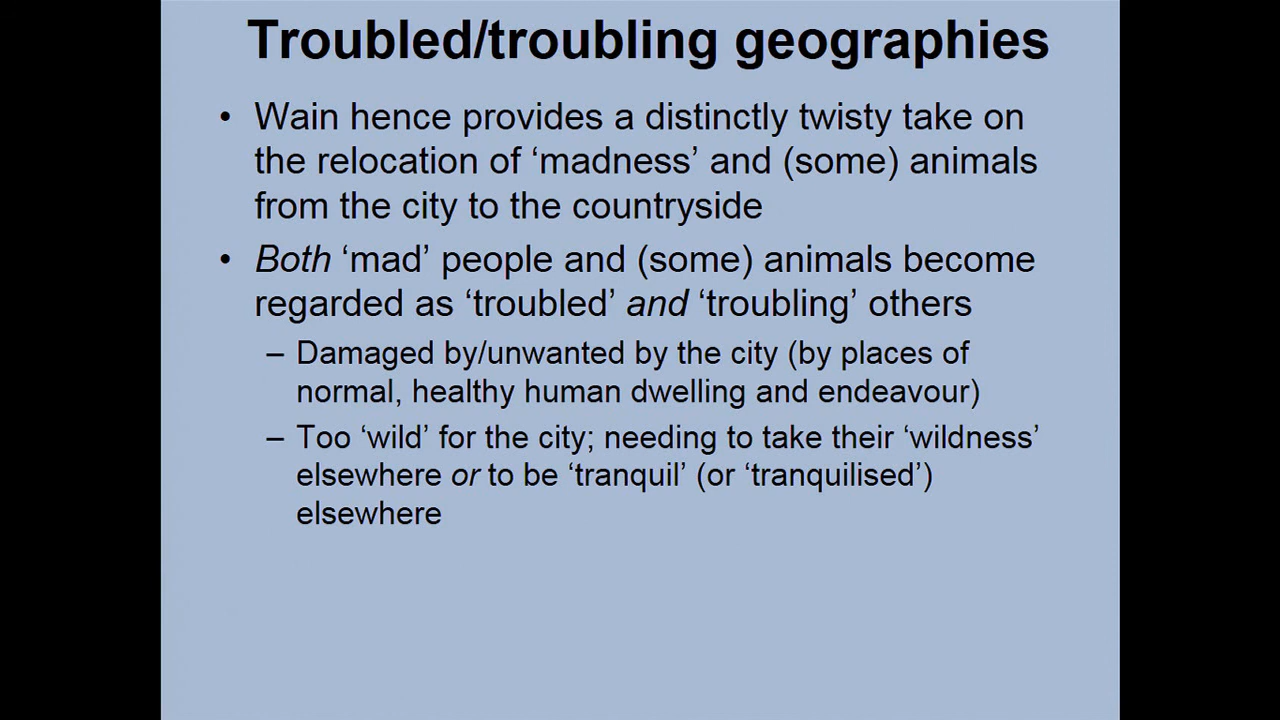 Troubled/troubling geographies
• Wain hence provides a distinctly twisty take on
the relocation of ‘madness’ and (some) animals
from the city to the countryside
• Both ‘mad’ people and (some) animals become
regarded as ‘troubled’ and ‘troubling’ others
– Damaged by/unwanted by the city (by places of
normal, healthy human dwelling and endeavour)
– Too ‘wild’ for the city; needing to take their ‘wildness’
elsewhere or to be ‘tranquil’ (or ‘tranquilised’)
elsewhere